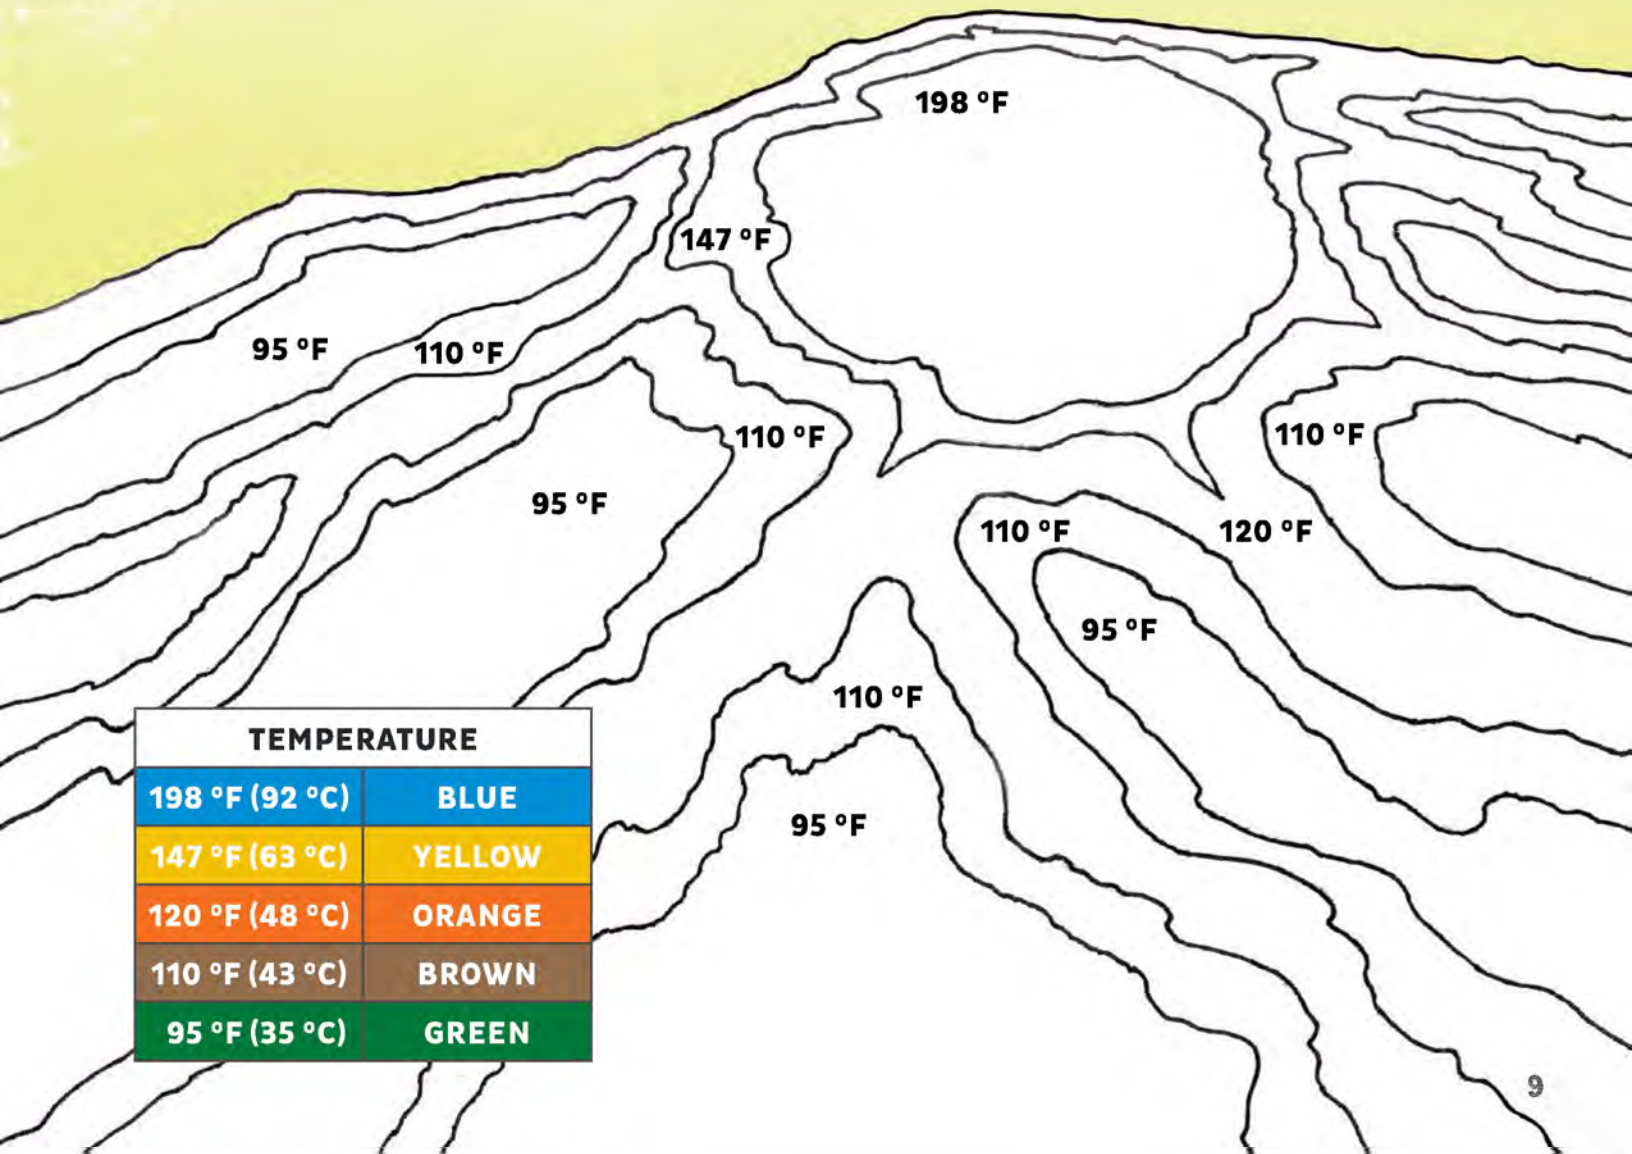 198 °F
147 °F
95 °F
110 °F
110 °F
110 °F
95 °F
110 °F
120 °F
95 °F
110 °F
95 °F
TEMPERATURE
198 °F (92 °C) BLUE
147 °F (63 °C) YELLOW
120 °F (48 °C) ORANGE
110 °F (43 °C) BROWN
95 °F (35 °C) GREEN
9